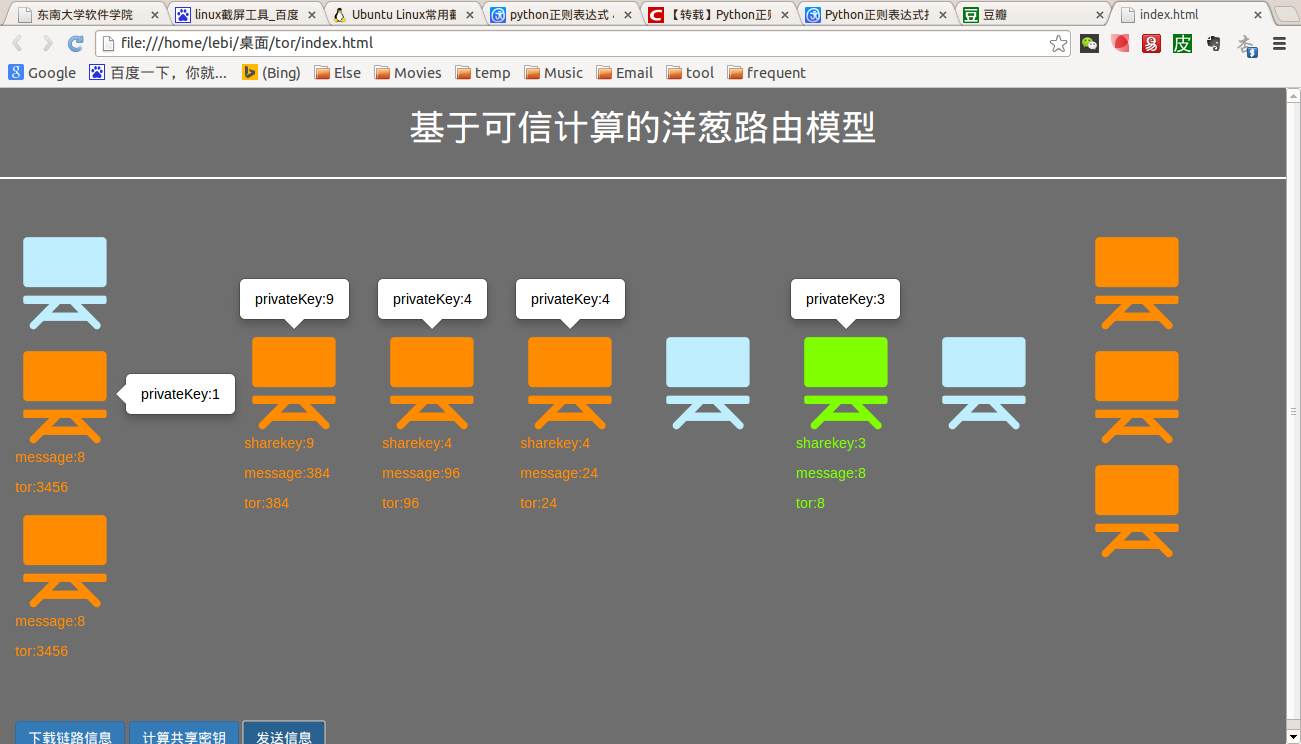 东南大学软件学院
linux截屏工具_百度
Ubuntu Linux常用截
python正则表达式
【转载】Python正则
Python正则表达式指
豆瓣
index.html
file:///home/lebi/桌面/tor/index.html
Google
百度一下，你就...
(Bing)
Else
Movies
temp
Music
Email
tool
frequent
基于可信计算的洋葱路由模型
privateKey:9
privateKey:4
privateKey:4
privateKey:3
privateKey:1
sharekey:9
sharekey:4
sharekey:4
sharekey:3
message:8
message:384
message:96
message:24
message:8
tor:3456
tor:384
tor:96
tor:24
tor:8
message:8
tor:3456
下载链路信息
计算共享密钥
发送信息